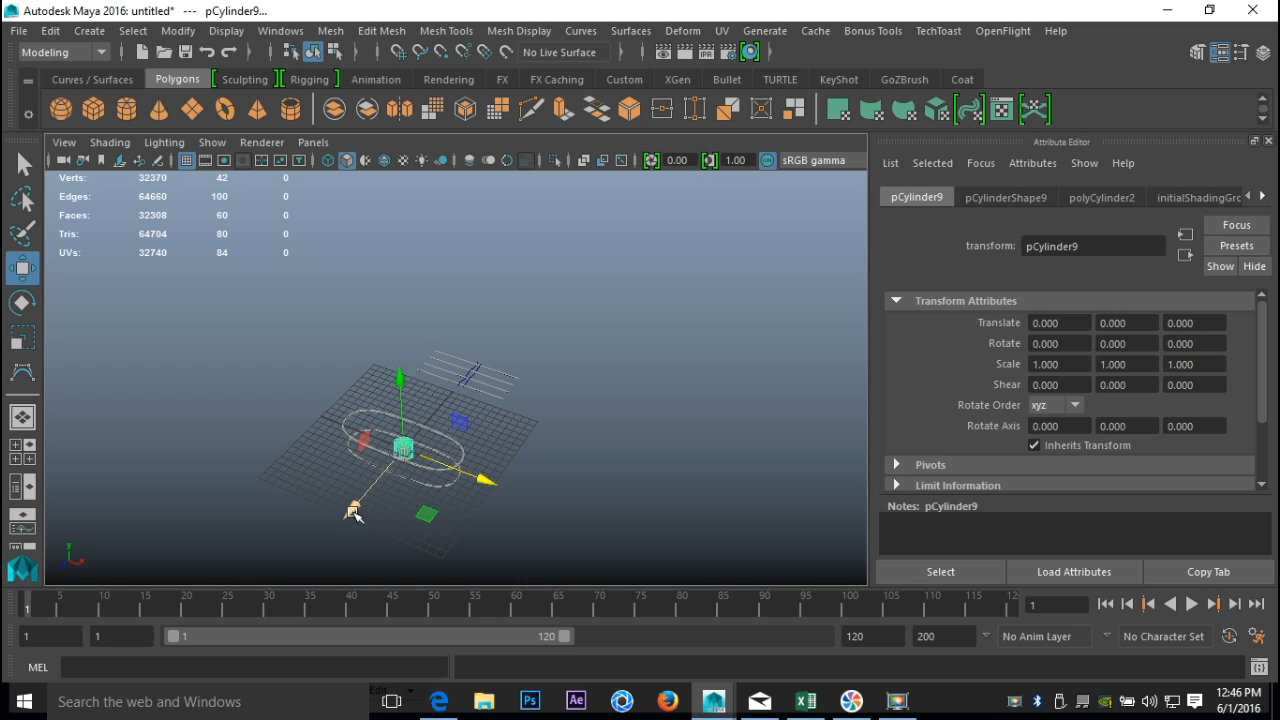 Autodesk Maya 2016: untitled* --- pCylinder9...
File Edit Create Select Modify Display Windows Mesh Edit Mesh Mesh Tools Mesh Display Curves Surfaces Deform UV Generate Cache Bonus Tools TechToast OpenFlight Help
Modeling No Live Surface
Curves / Surfaces Polygons Sculpting Rigging Animation Rendering FX FX Caching Custom XGen Bullet TURTLE KeyShot GoZBrush Coat
View Shading Lighting Show Renderer Panels
0.00 1.00 sRGB gamma
Verts: 32370 42 0
Edges: 64660 100 0
Faces: 32308 60 0
Tris: 64704 80 0
UVs: 32740 84 0
y
x
Attribute Editor
List Selected Focus Attributes Show Help
pCylinder9 pCylinderShape9 polyCylinder2 initialShadingGro
Focus
transform: pCylinder9
Presets
Show Hide
Transform Attributes
Translate 0.000 0.000 0.000
Rotate 0.000 0.000 0.000
Scale 1.000 1.000 1.000
Shear 0.000 0.000 0.000
Rotate Order xyz
Rotate Axis 0.000 0.000 0.000
Inherits Transform
Pivots
Limit Information
Notes: pCylinder9
Select Load Attributes Copy Tab
1 5 10 15 20 25 30 35 40 45 50 55 60 65 70 75 80 85 90 95 100 105 110 115 12 1
1 1 1 120 120 200 No Anim Layer No Character Set
MEL
Edit
Search the web and Windows
12:46 PM
6/1/2016